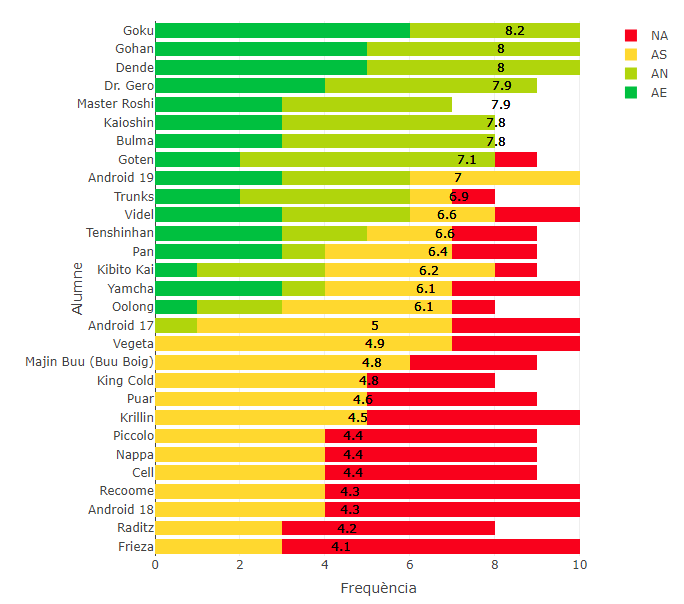 Goku 8.2
Gohan 8
Dende 8
Dr. Gero 7.9
Master Roshi 7.9
Kaioshin 7.8
Bulma 7.8
Goten 7.1
Android 19 7
Trunks 6.9
Videl 6.6
Tenshinhan 6.6
Pan 6.4
Kibito Kai 6.2
Yamcha 6.1
Oolong 6.1
Android 17 5
Vegeta 4.9
Majin Buu (Buu Boig) 4.8
King Cold 4.8
Puar 4.6
Krillin 4.5
Piccolo 4.4
Nappa 4.4
Cell 4.4
Recoome 4.3
Android 18 4.3
Raditz 4.2
Frieza 4.1
0 2 4 6 8 10
Freqüència
Alumne
NA
AS
AN
AE